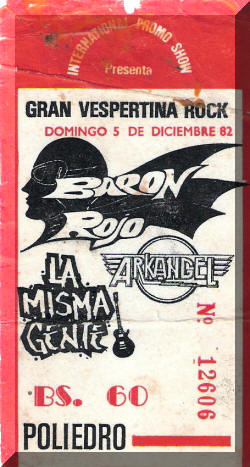 INTERNATIONAL PROMO SHOW
Presenta
GRAN VESPERTINA ROCK
DOMINGO 5 DE DICIEMBRE 82
BARON
ROJO
ARKANGEL
LA
MISMA
GENTE
Nº 12606
BS. 60
POLIEDRO